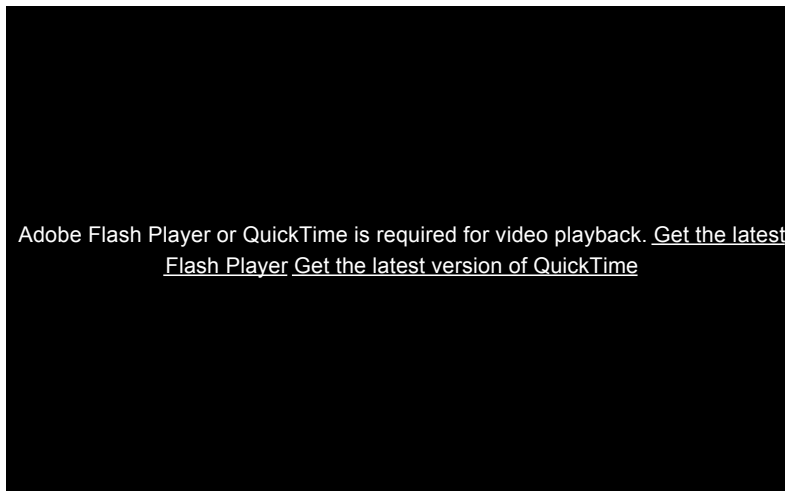 Adobe Flash Player or QuickTime is required for video playback. Get the latest
Flash Player Get the latest version of QuickTime